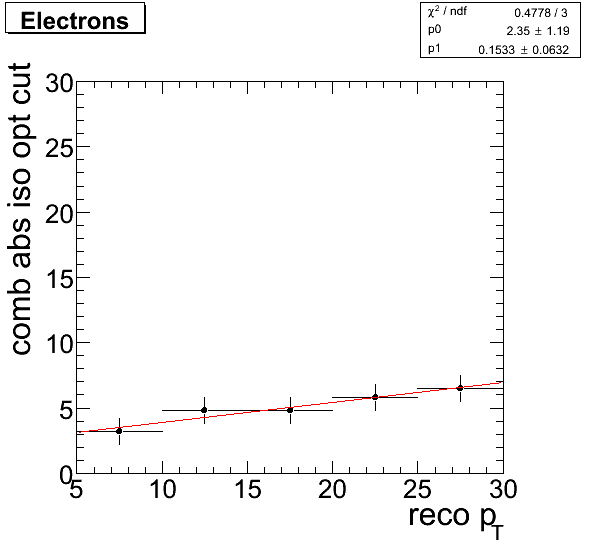 Electrons
χ² / ndf 0.4778 / 3
p0 2.35 ± 1.19
p1 0.1533 ± 0.0632
comb abs iso opt cut
30
25
20
15
10
5
0
5 10 15 20 25 30
reco p_T